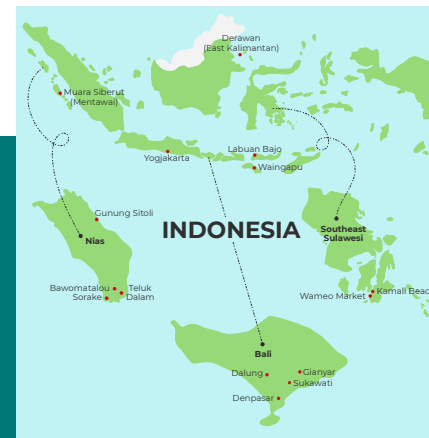 Derawan
(East Kalimantan)
Muara Siberut
(Mentawai)
Yogjakarta
Labuan Bajo
Waingapu
Gunung Sitoli
INDONESIA
Nias
Southeast
Sulawesi
Bawomatalou
Teluk
Sorake
Dalam
Kamali Beac
Wameo Market
Bali
Dalung
Gianyar
Sukawati
Denpasar